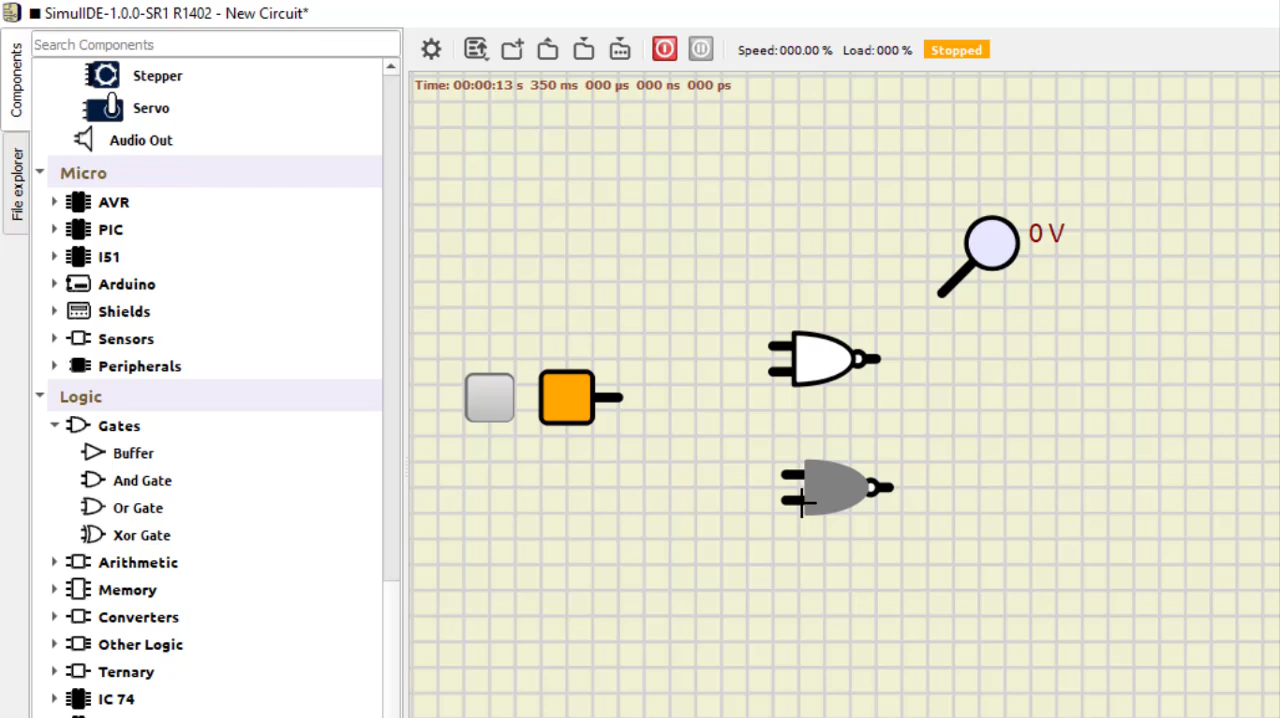 ■ SimulIDE-1.0.0-SR1 R1402 - New Circuit*
Components
File explorer
Search Components
Stepper
Servo
Audio Out
Micro
AVR
PIC
I51
Arduino
Shields
Sensors
Peripherals
Logic
Gates
Buffer
And Gate
Or Gate
Xor Gate
Arithmetic
Memory
Converters
Other Logic
Ternary
IC 74
Speed:000.00 % Load:000 % Stopped
Time: 00:00:13 s 350 ms 000 µs 000 ns 000 ps
0 V